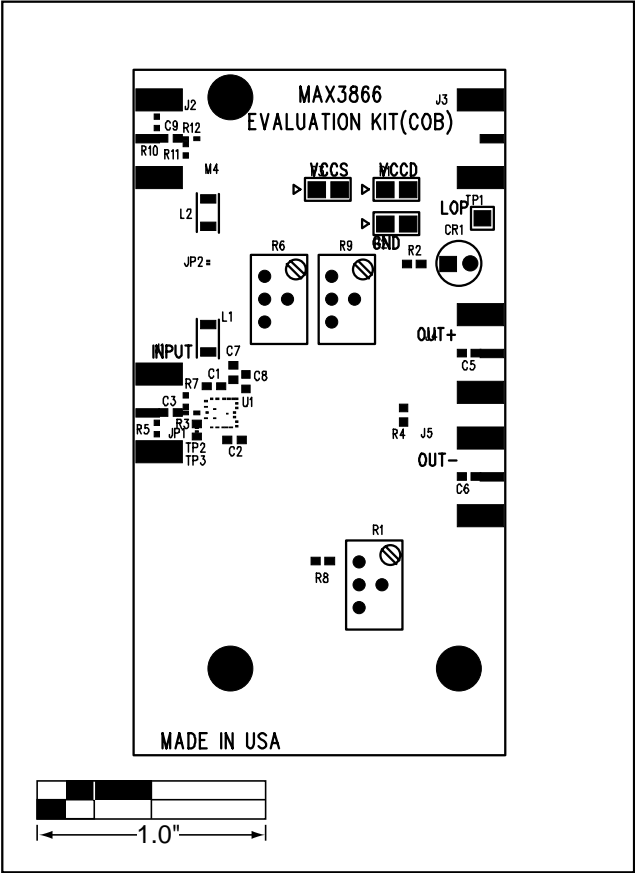 MAX3866
EVALUATION KIT(COB)
J2
J3
C9
R12
R10
R11
M4
VCCS
VCCD
L2
LOP
TP1
GND
CR1
R6
R9
R2
JP2
L1
OUT+
INPUT
C7
C5
C1
C8
R7
U1
C3
R3
R5
JP1
R4
J5
TP2
C2
TP3
OUT-
C6
R1
R8
MADE IN USA
1.0"